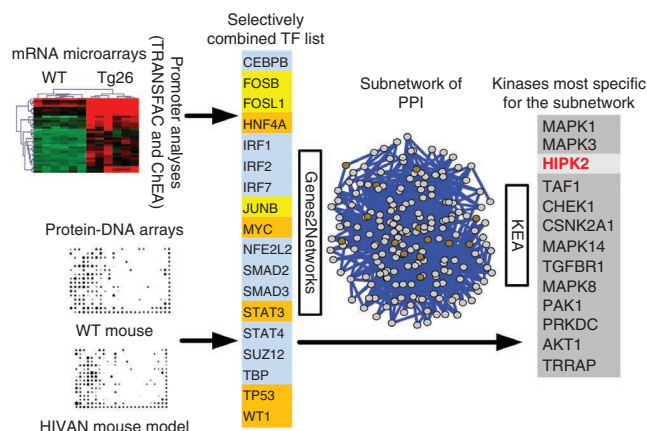 mRNA microarrays
WT Tg26
Promoter analyses
(TRANSFAC and ChEA)
Protein-DNA arrays
WT mouse
HIVAN mouse model
Selectively
combined TF list
CEBPB
FOSB
FOSL1
HNF4A
IRF1
IRF2
IRF7
JUNB
MYC
NFE2L2
SMAD2
SMAD3
STAT3
STAT4
SUZ12
TBP
TP53
WT1
Genes2Networks
Subnetwork of
PPI
KEA
Kinases most specific
for the subnetwork
MAPK1
MAPK3
HIPK2
TAF1
CHEK1
CSNK2A1
MAPK14
TGFBR1
MAPK8
PAK1
PRKDC
AKT1
TRRAP